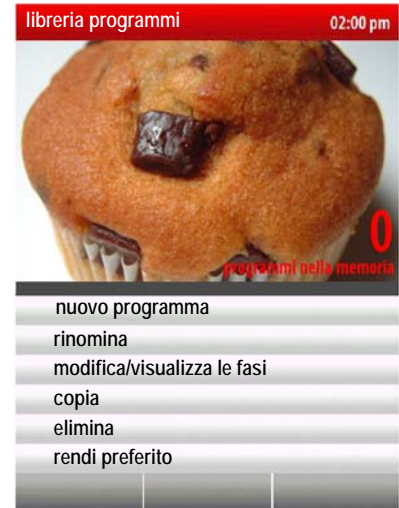 libreria programmi
02:00 pm
0
programmi nella memoria
nuovo programma
rinomina
modifica/visualizza le fasi
copia
elimina
rendi preferito